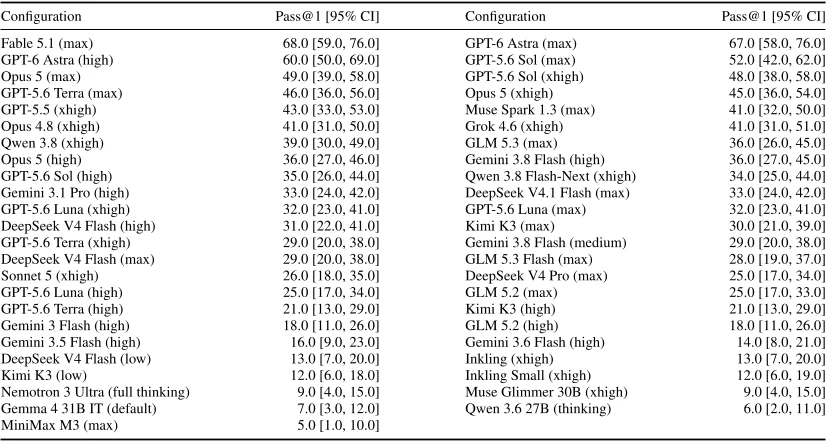 Configuration Pass@1 [95% CI] Configuration Pass@1 [95% CI]
Fable 5.1 (max) 68.0 [59.0, 76.0] GPT-6 Astra (max) 67.0 [58.0, 76.0]
GPT-6 Astra (high) 60.0 [50.0, 69.0] GPT-5.6 Sol (max) 52.0 [42.0, 62.0]
Opus 5 (max) 49.0 [39.0, 58.0] GPT-5.6 Sol (xhigh) 48.0 [38.0, 58.0]
GPT-5.6 Terra (max) 46.0 [36.0, 56.0] Opus 5 (xhigh) 45.0 [36.0, 54.0]
GPT-5.5 (xhigh) 43.0 [33.0, 53.0] Muse Spark 1.3 (max) 41.0 [32.0, 50.0]
Opus 4.8 (xhigh) 41.0 [31.0, 50.0] Grok 4.6 (xhigh) 41.0 [31.0, 51.0]
Qwen 3.8 (xhigh) 39.0 [30.0, 49.0] GLM 5.3 (max) 36.0 [26.0, 45.0]
Opus 5 (high) 36.0 [27.0, 46.0] Gemini 3.8 Flash (high) 36.0 [27.0, 45.0]
GPT-5.6 Sol (high) 35.0 [26.0, 44.0] Qwen 3.8 Flash-Next (xhigh) 34.0 [25.0, 44.0]
Gemini 3.1 Pro (high) 33.0 [24.0, 42.0] DeepSeek V4.1 Flash (max) 33.0 [24.0, 42.0]
GPT-5.6 Luna (xhigh) 32.0 [23.0, 41.0] GPT-5.6 Luna (max) 32.0 [23.0, 41.0]
DeepSeek V4 Flash (high) 31.0 [22.0, 41.0] Kimi K3 (max) 30.0 [21.0, 39.0]
GPT-5.6 Terra (xhigh) 29.0 [20.0, 38.0] Gemini 3.8 Flash (medium) 29.0 [20.0, 38.0]
DeepSeek V4 Flash (max) 29.0 [20.0, 38.0] GLM 5.3 Flash (max) 28.0 [19.0, 37.0]
Sonnet 5 (xhigh) 26.0 [18.0, 35.0] DeepSeek V4 Pro (max) 25.0 [17.0, 34.0]
GPT-5.6 Luna (high) 25.0 [17.0, 34.0] GLM 5.2 (max) 25.0 [17.0, 33.0]
GPT-5.6 Terra (high) 21.0 [13.0, 29.0] Kimi K3 (high) 21.0 [13.0, 29.0]
Gemini 3 Flash (high) 18.0 [11.0, 26.0] GLM 5.2 (high) 18.0 [11.0, 26.0]
Gemini 3.5 Flash (high) 16.0 [9.0, 23.0] Gemini 3.6 Flash (high) 14.0 [8.0, 21.0]
DeepSeek V4 Flash (low) 13.0 [7.0, 20.0] Inkling (xhigh) 13.0 [7.0, 20.0]
Kimi K3 (low) 12.0 [6.0, 18.0] Inkling Small (xhigh) 12.0 [6.0, 19.0]
Nemotron 3 Ultra (full thinking) 9.0 [4.0, 15.0] Muse Glimmer 30B (xhigh) 9.0 [4.0, 15.0]
Gemma 4 31B IT (default) 7.0 [3.0, 12.0] Qwen 3.6 27B (thinking) 6.0 [2.0, 11.0]
MiniMax M3 (max) 5.0 [1.0, 10.0]